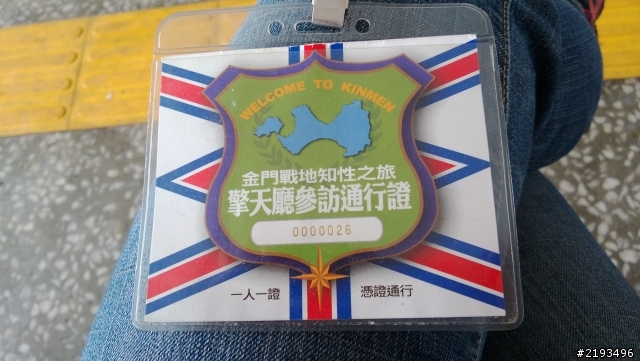 WELCOME TO KINMEN
金門戰地知性之旅
擎天廳參訪通行證
0000026
一人一證 憑證通行
#2193496